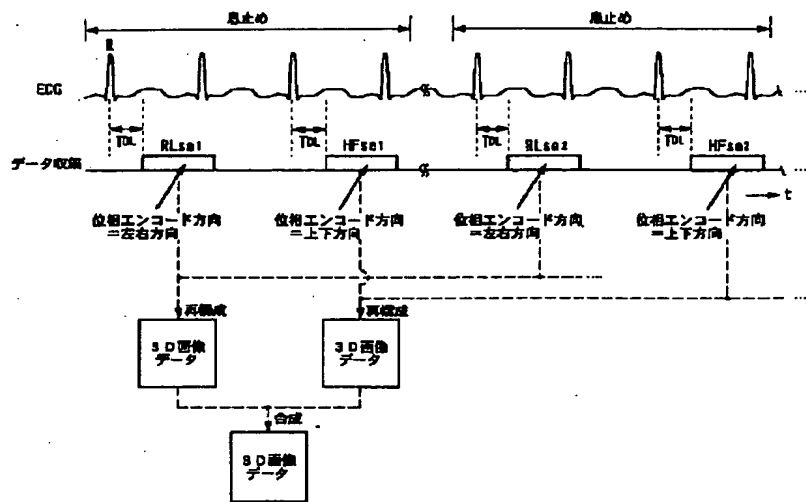 息止め
息止め
R
ECG
TDL
TDL
TDL
TDL
RLse1
HFse1
RLse2
HFse2
データ収集
t
位相エンコード方向
=左右方向
位相エンコード方向
=上下方向
位相エンコード方向
=左右方向
位相エンコード方向
=上下方向
再構成
再構成
3D画像
データ
3D画像
データ
合成
3D画像
データ